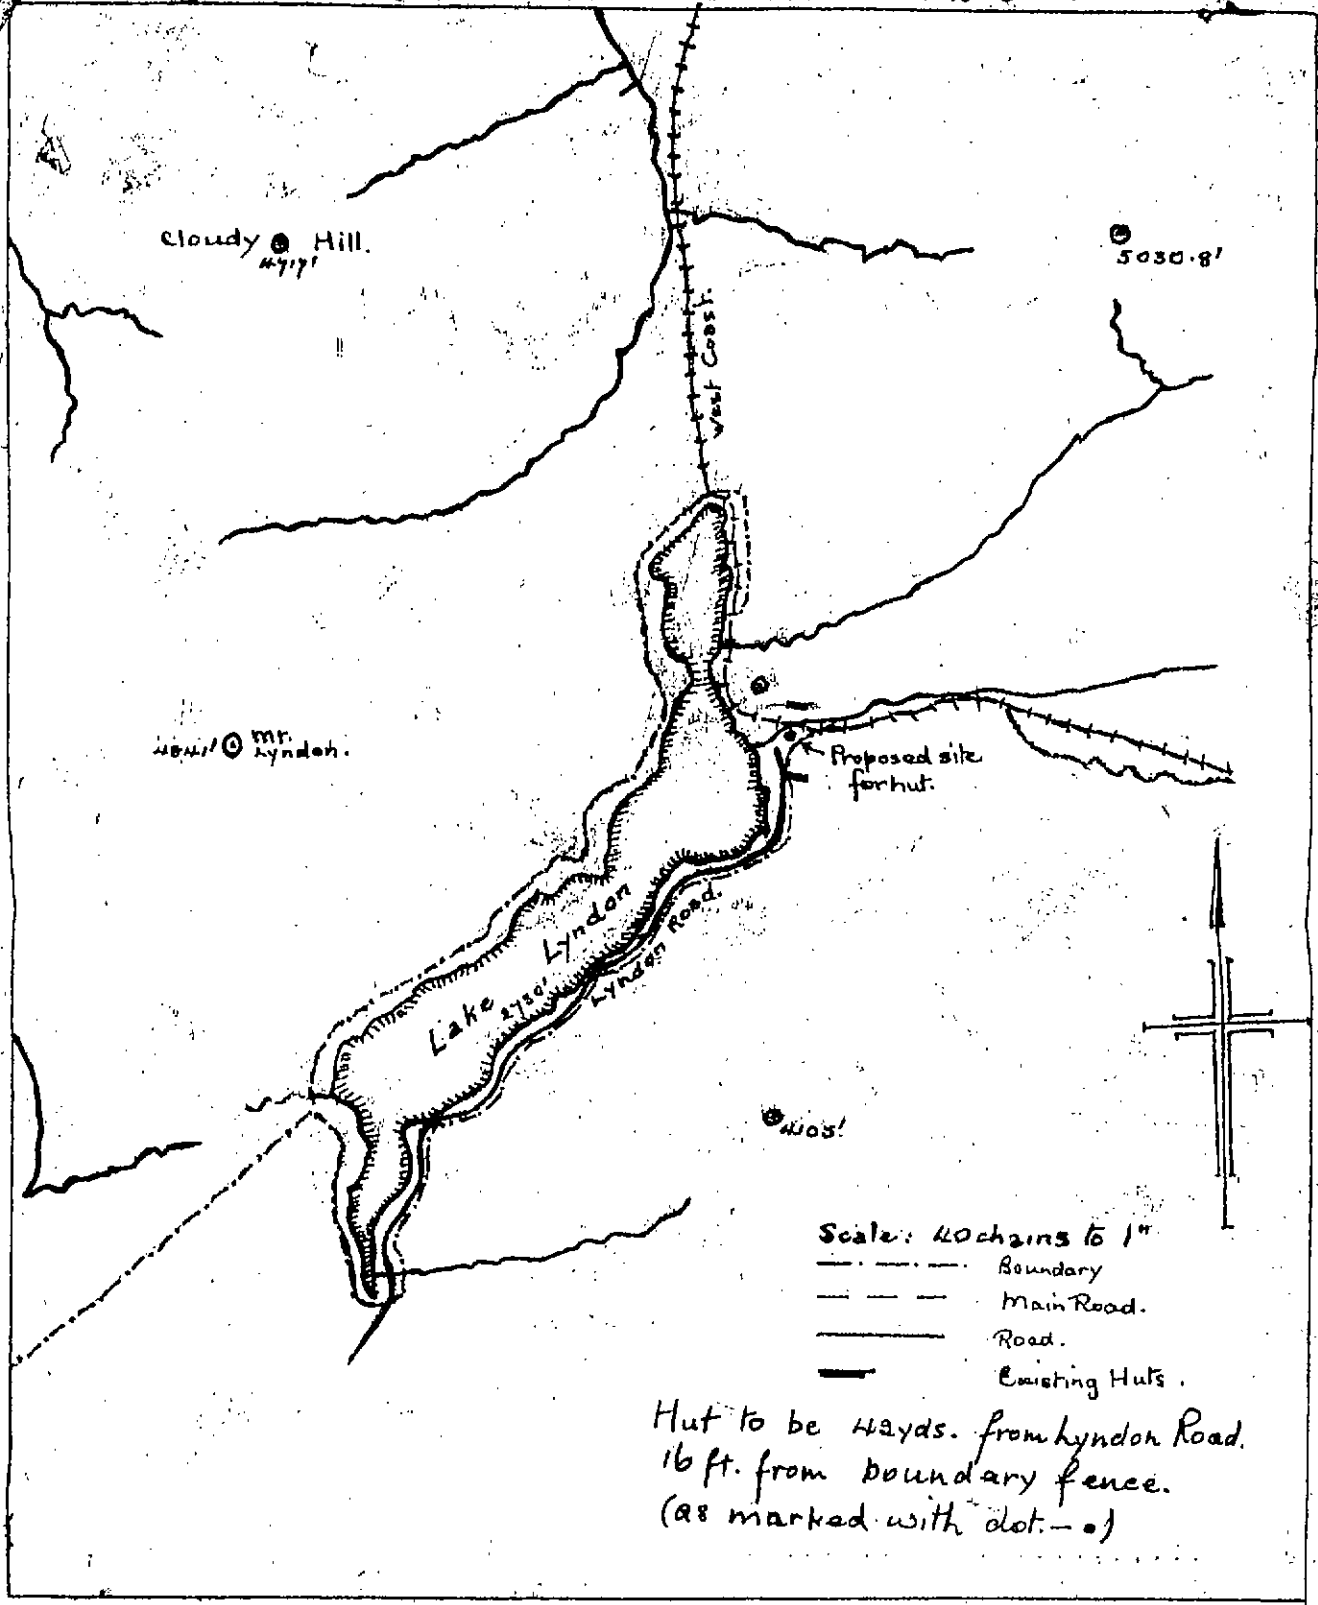 Cloudy Hill.
4717'
5030.8'
West Coast.
4841' Mt.
Lyndon.
Proposed site
for hut.
Lake Lyndon
2730'
Lyndon Road.
4105'
Scale: 40 chains to 1"
Boundary
Main Road.
Road.
Existing Huts.
Hut to be 42yds. from Lyndon Road.
16 ft. from boundary fence.
(as marked with dot. — •)